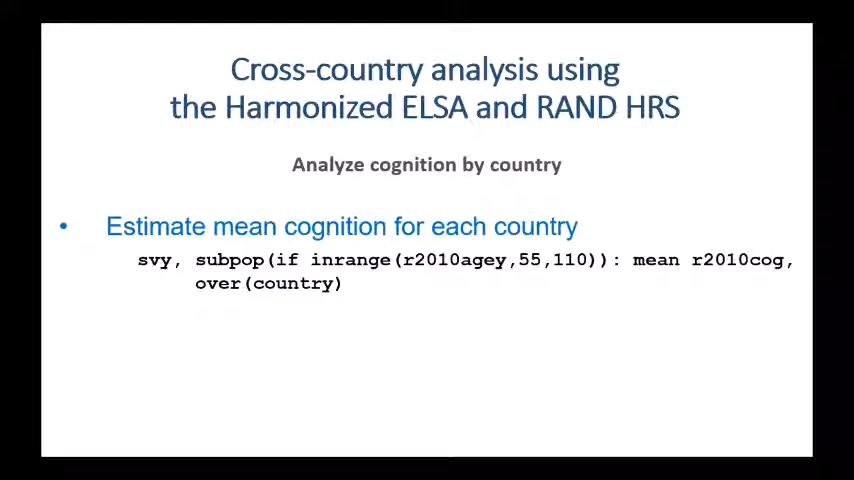 Cross-country analysis using
the Harmonized ELSA and RAND HRS
Analyze cognition by country
• Estimate mean cognition for each country
svy, subpop(if inrange(r2010agey,55,110)): mean r2010cog,
over(country)